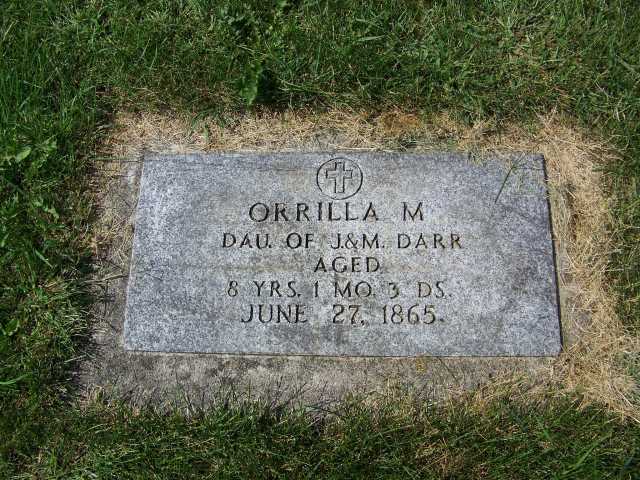 ORRILLA M
DAU. OF J.&M. DARR
AGED
8 YRS. 1 MO. 3 DS.
JUNE 27, 1865.